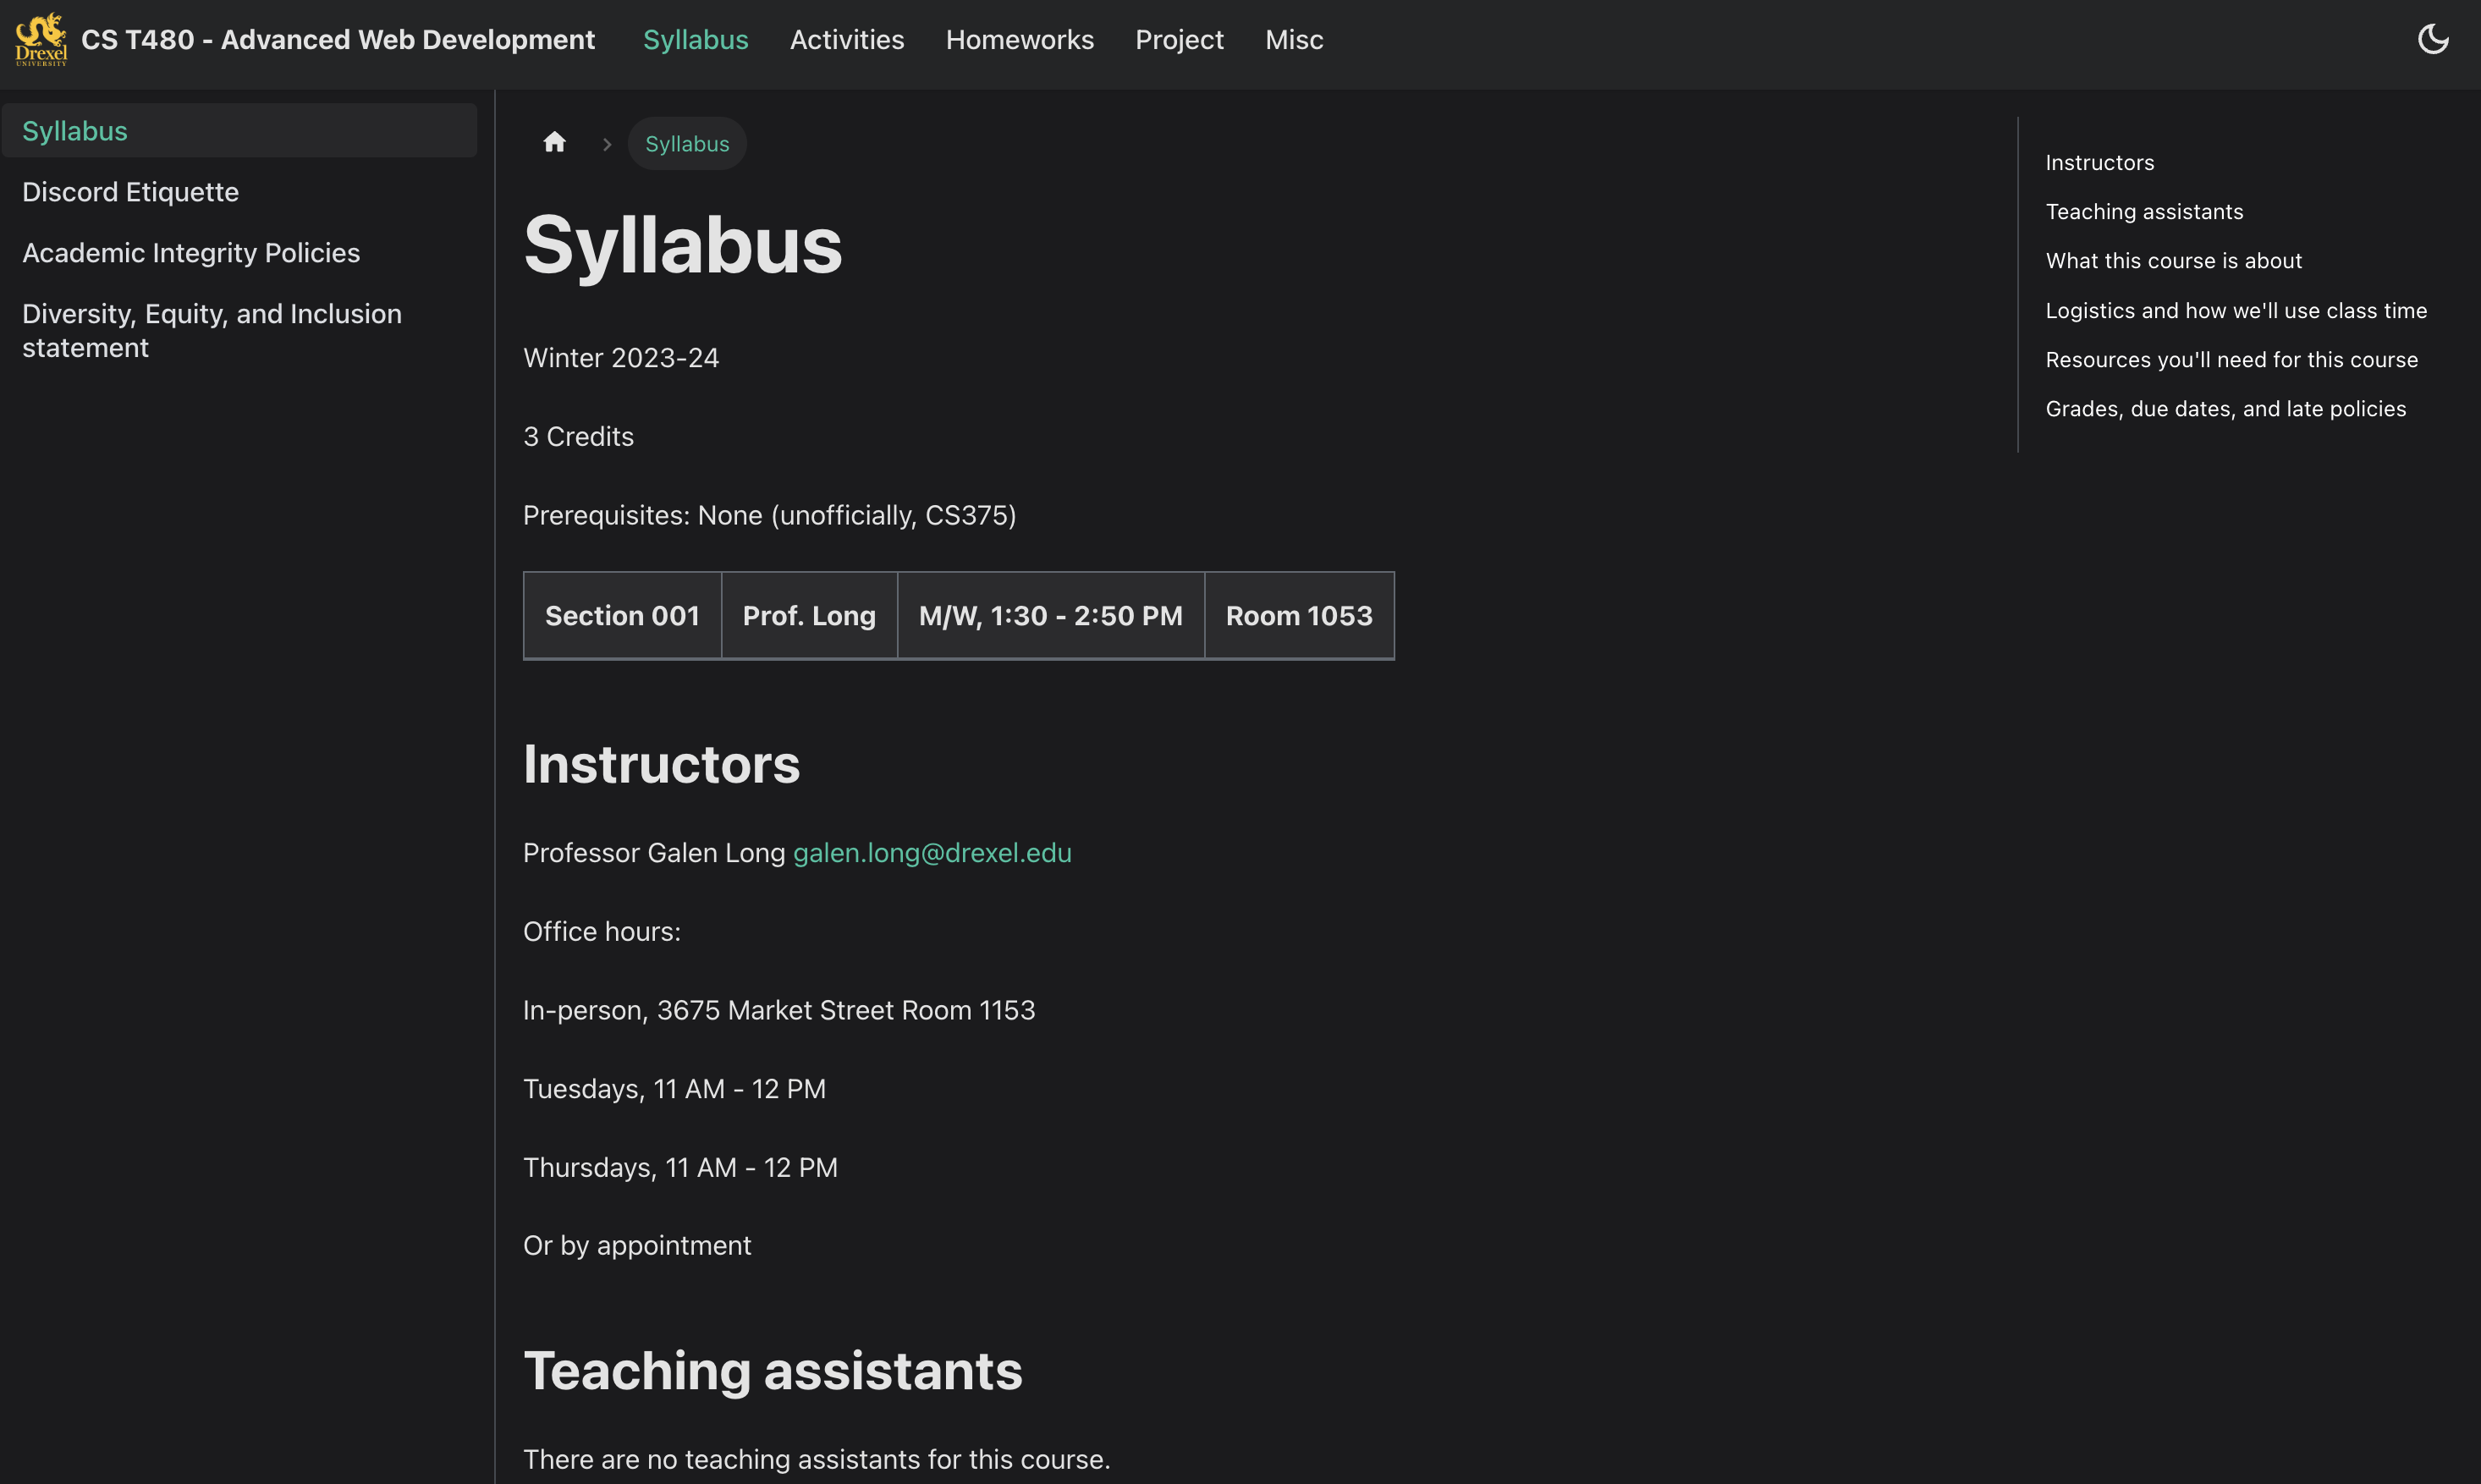 Drexel
UNIVERSITY
CS T480 - Advanced Web Development
Syllabus
Activities
Homeworks
Project
Misc
Syllabus
Discord Etiquette
Academic Integrity Policies
Diversity, Equity, and Inclusion
statement
Syllabus
Syllabus
Winter 2023-24
3 Credits
Prerequisites: None (unofficially, CS375)
Section 001 Prof. Long M/W, 1:30 - 2:50 PM Room 1053
Instructors
Professor Galen Long galen.long@drexel.edu
Office hours:
In-person, 3675 Market Street Room 1153
Tuesdays, 11 AM - 12 PM
Thursdays, 11 AM - 12 PM
Or by appointment
Teaching assistants
There are no teaching assistants for this course.
Instructors
Teaching assistants
What this course is about
Logistics and how we'll use class time
Resources you'll need for this course
Grades, due dates, and late policies